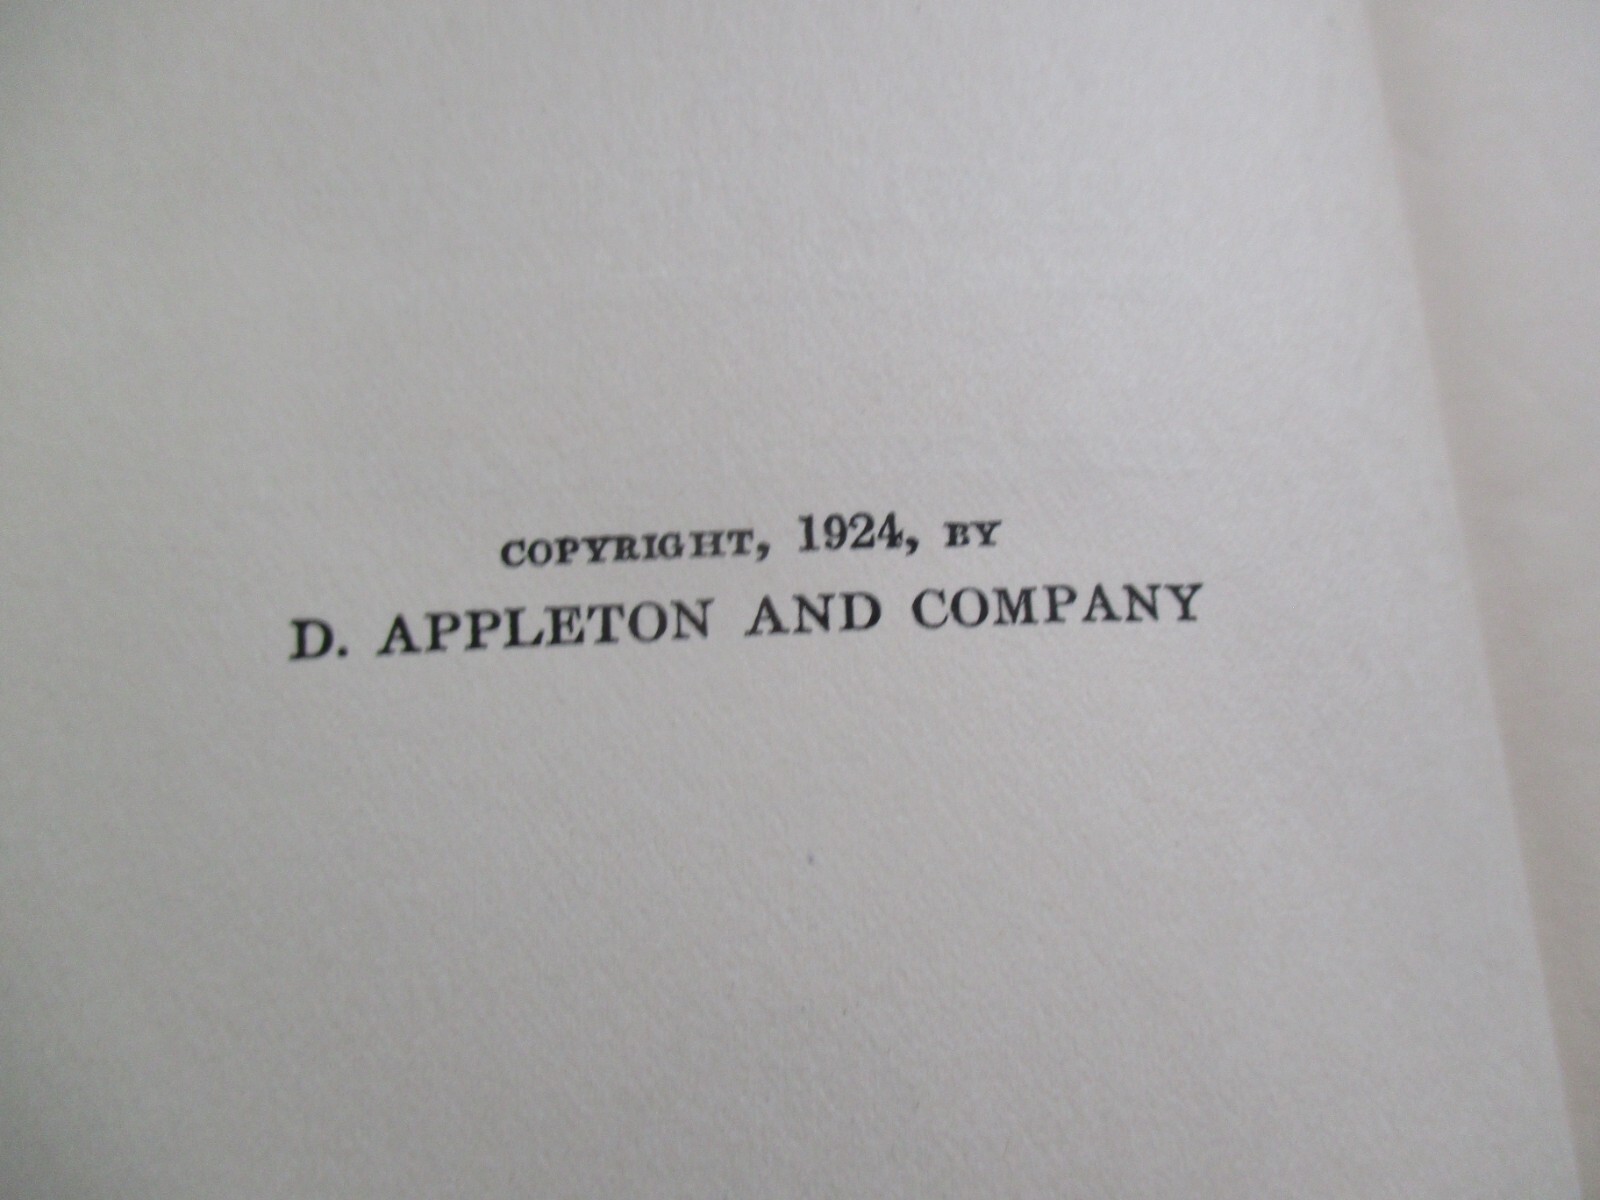 COPYRIGHT, 1924, BY
D. APPLETON AND COMPANY